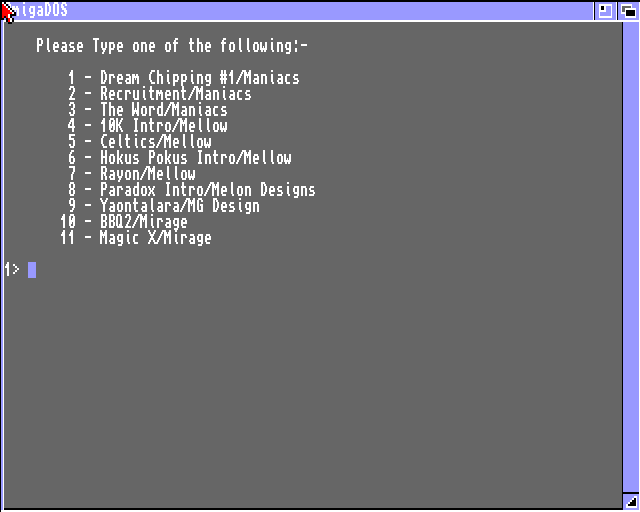 migaDOS
Please Type one of the following:-
1 - Dream Chipping #1/Maniacs
2 - Recruitment/Maniacs
3 - The Word/Maniacs
4 - 10K Intro/Mellow
5 - Celtics/Mellow
6 - Hokus Pokus Intro/Mellow
7 - Rayon/Mellow
8 - Paradox Intro/Melon Designs
9 - Yaontalara/MG Design
10 - BBQ2/Mirage
11 - Magic X/Mirage
1>